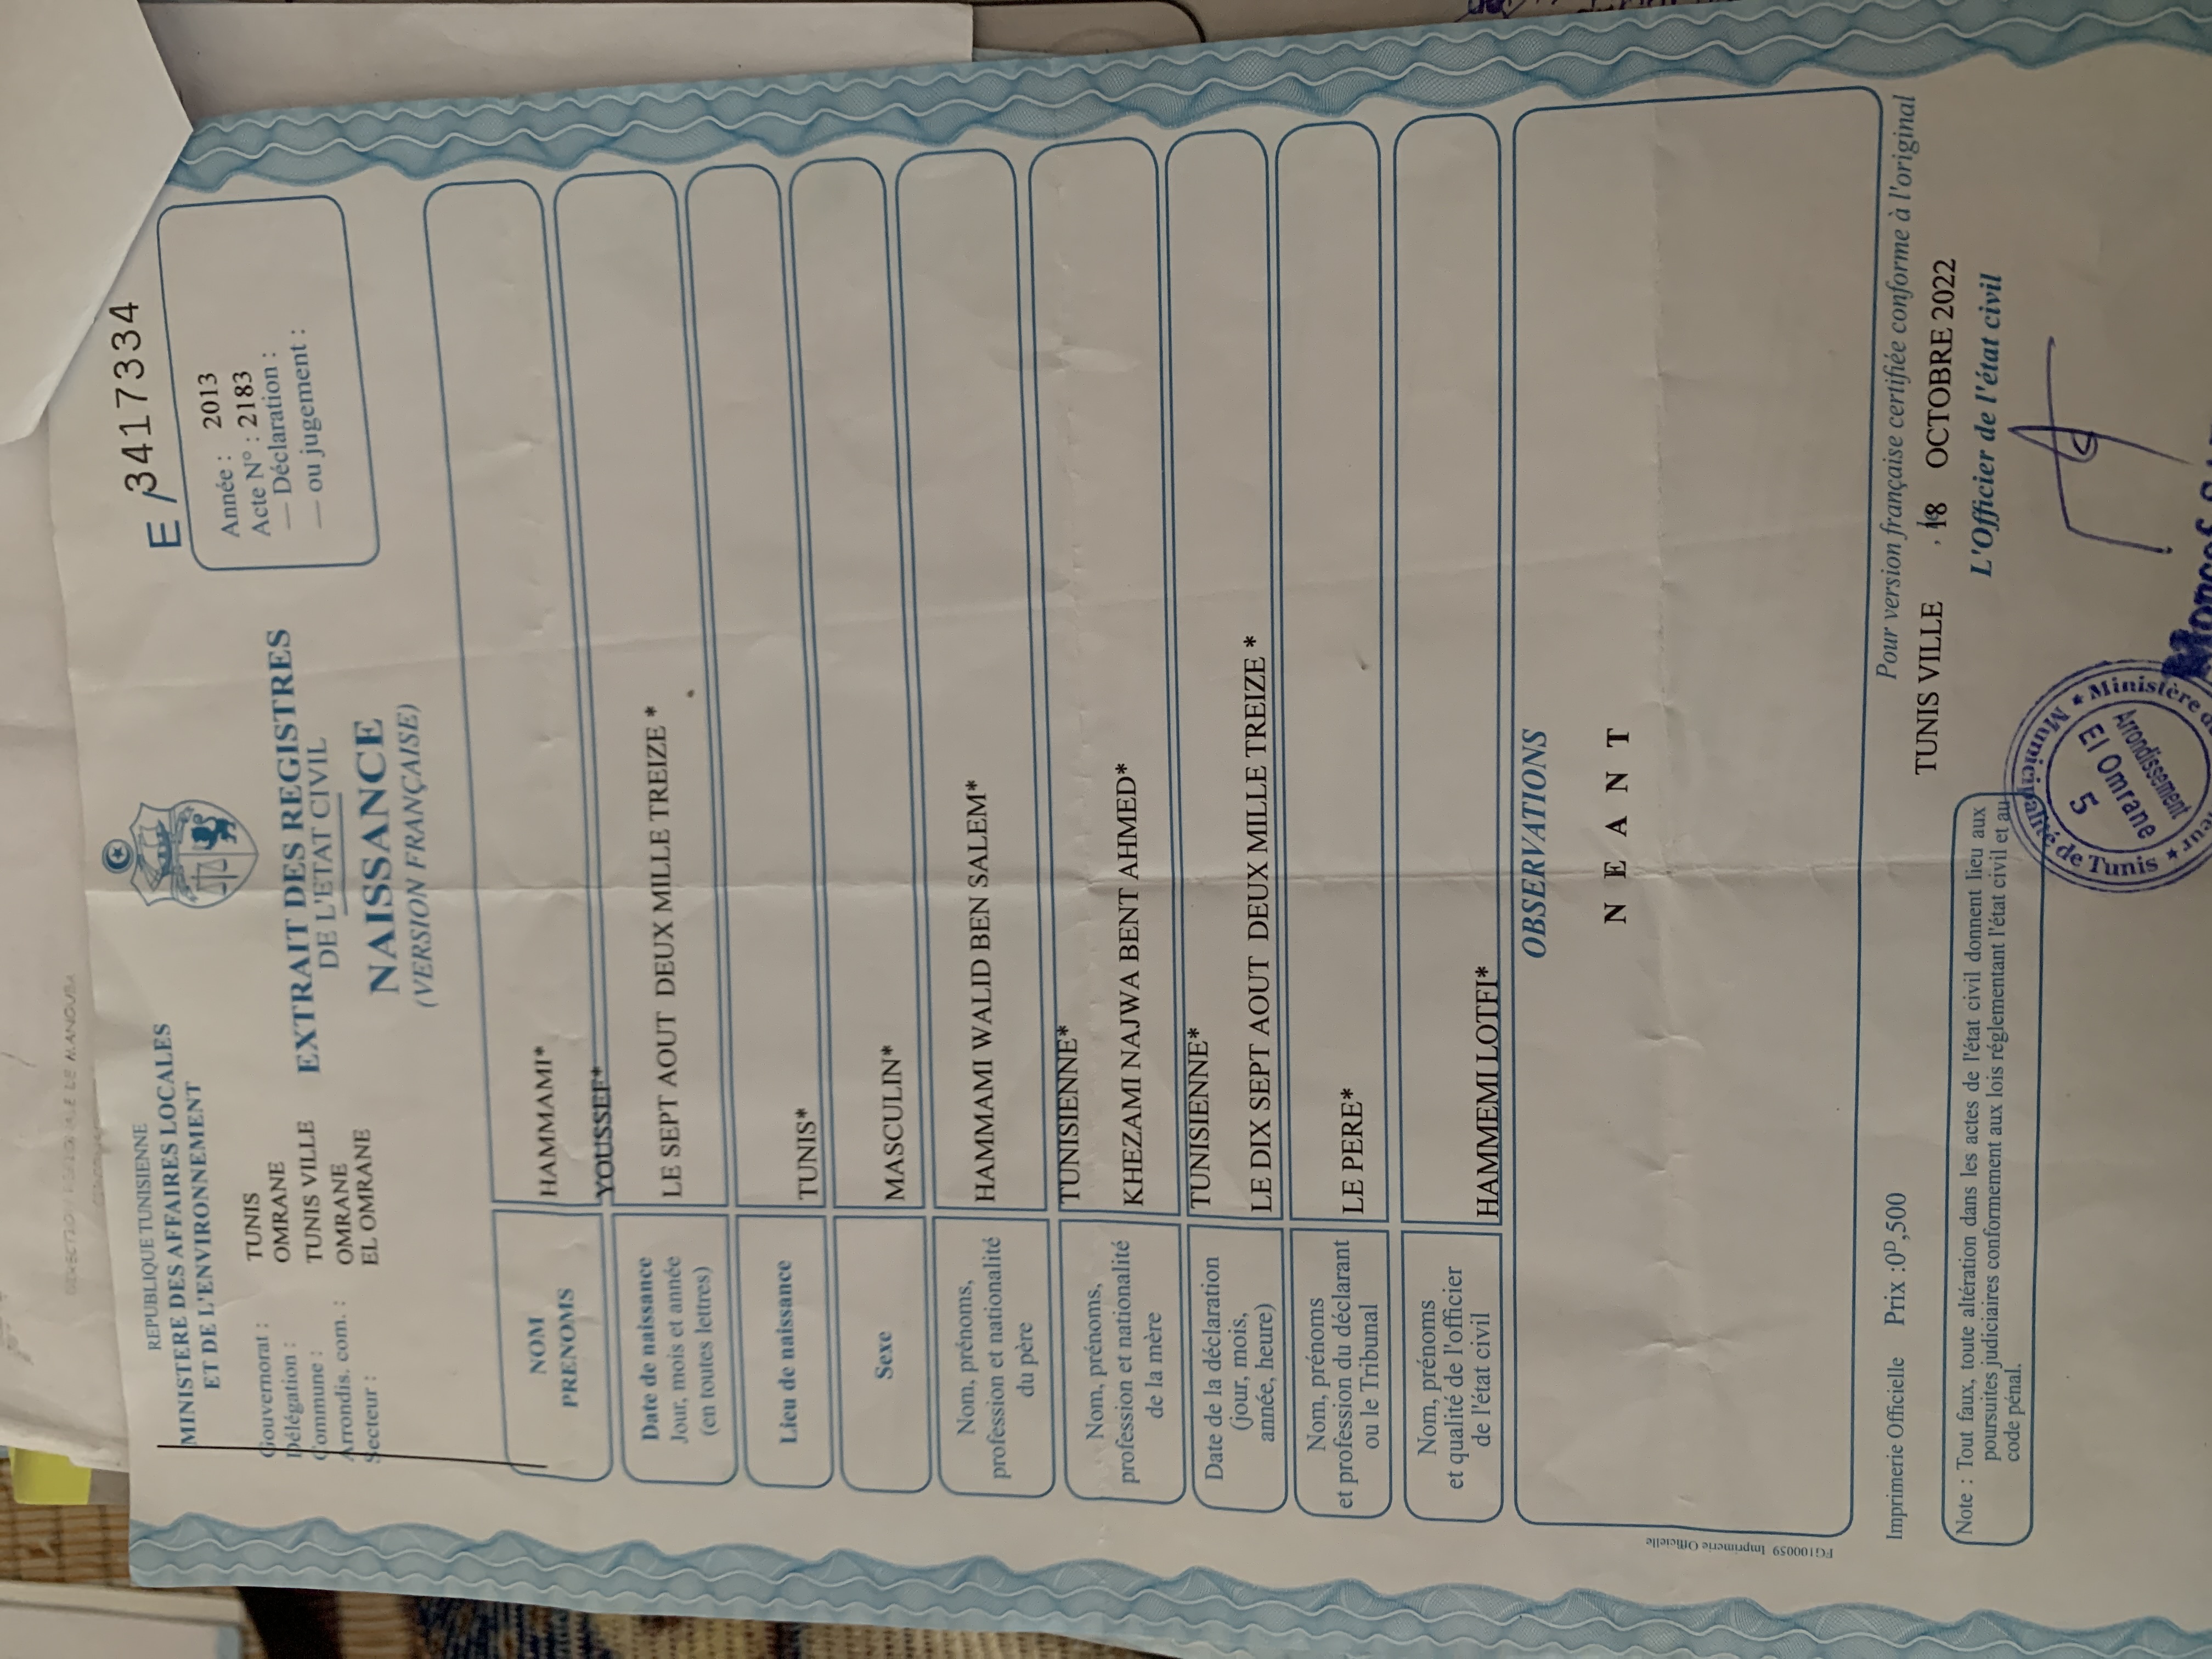 REPUBLIQUE TUNISIENNE
MINISTERE DES AFFAIRES LOCALES
ET DE L'ENVIRONNEMENT
Gouvernorat : TUNIS
Délégation : OMRANE
Commune : TUNIS VILLE
Arrondis. com. : OMRANE
Secteur : EL OMRANE
EXTRAIT DES REGISTRES
DE L'ETAT CIVIL
NAISSANCE
(VERSION FRANÇAISE)
E/3417334
Année : 2013
Acte N° : 2183
— Déclaration :
— ou jugement :
NOM
PRENOMS
HAMMAMI*
YOUSSEF*
Date de naissance
Jour, mois et année
(en toutes lettres)
LE SEPT AOUT DEUX MILLE TREIZE *
Lieu de naissance
TUNIS*
Sexe
MASCULIN*
Nom, prénoms,
profession et nationalité
du père
HAMMAMI WALID BEN SALEM*
TUNISIENNE*
Nom, prénoms,
profession et nationalité
de la mère
KHEZAMI NAJWA BENT AHMED*
TUNISIENNE*
Date de la déclaration
(jour, mois,
année, heure)
LE DIX SEPT AOUT DEUX MILLE TREIZE *
Nom, prénoms
et profession du déclarant
ou le Tribunal
LE PERE*
Nom, prénoms
et qualité de l'officier
de l'état civil
HAMMEMI LOTFI*
OBSERVATIONS
N E A N T
FG100059 Imprimerie Officielle
Pour version française certifiée conforme à l'original
Imprimerie Officielle Prix :0D,500
TUNIS VILLE , 18 OCTOBRE 2022
L'Officier de l'état civil
Note : Tout faux, toute altération dans les actes de l'état civil donnent lieu aux
poursuites judiciaires conformement aux lois réglementant l'état civil et au
code pénal.
Municipalité de Tunis * Ministère
Arrondissement
El Omrane
5
Moncef